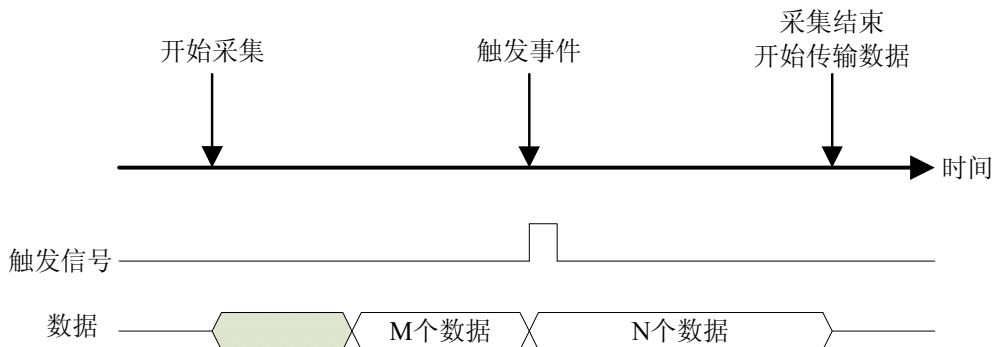 开始采集
触发事件
采集结束
开始传输数据
时间
触发信号
数据
M个数据
N个数据